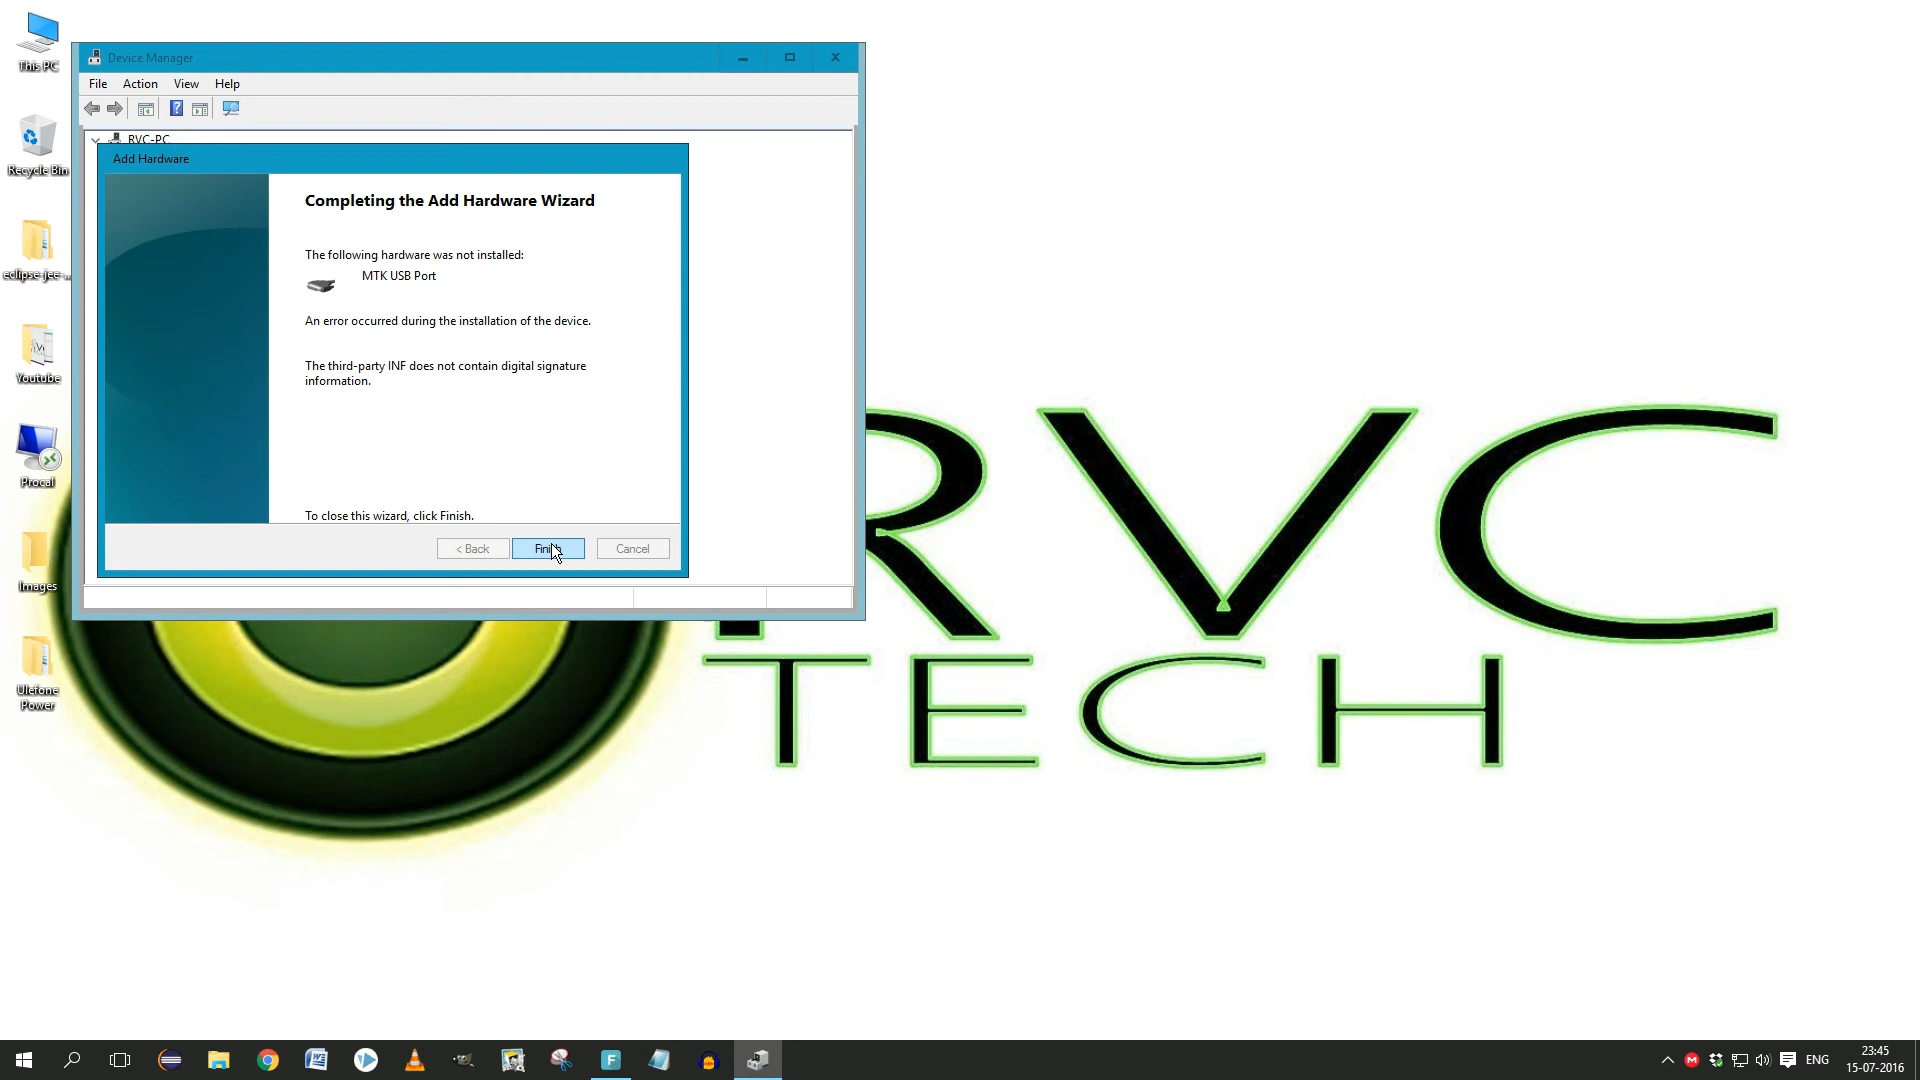 This PC
Recycle Bin
eclipse-jee-...
Youtube
Procal
Images
Ulefone
Power
Device Manager
File Action View Help
RVC-PC
Add Hardware
Completing the Add Hardware Wizard
The following hardware was not installed:
MTK USB Port
An error occurred during the installation of the device.
The third-party INF does not contain digital signature
information.
To close this wizard, click Finish.
< Back Finish Cancel
RVC
TECH
ENG
23:45
15-07-2016